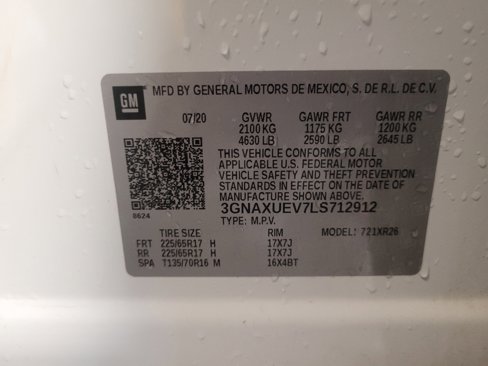 GM
MFD BY GENERAL MOTORS DE MEXICO, S. DE R.L. DE C.V.
07/20 GVWR GAWR FRT GAWR RR
2100 KG 1175 KG 1200 KG
4630 LB 2590 LB 2645 LB
THIS VEHICLE CONFORMS TO ALL
APPLICABLE U.S. FEDERAL MOTOR
VEHICLE SAFETY AND THEFT PREVENTION
STANDARDS IN EFFECT ON THE DATE OF
MANUFACTURE SHOWN ABOVE.
3GNAXUEV7LS712912
8624 TYPE: M.P.V. MODEL: 721XR26
TIRE SIZE RIM
FRT 225/65R17 H 17X7J
RR 225/65R17 H 17X7J
SPA T135/70R16 M 16X4BT